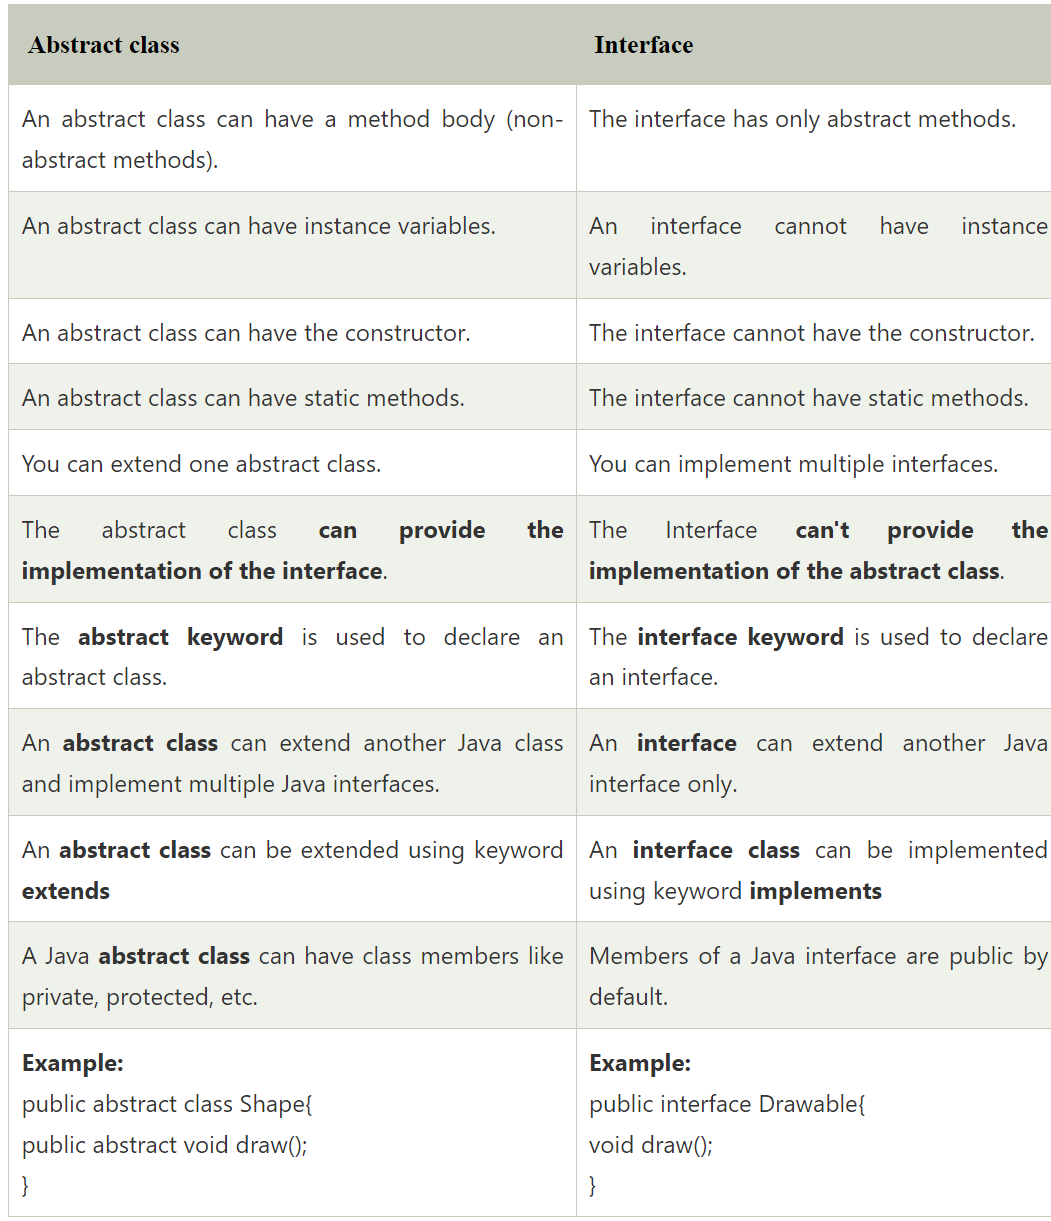 Abstract class
Interface
An abstract class can have a method body (non-
abstract methods).
The interface has only abstract methods.
An abstract class can have instance variables.
An interface cannot have instance
variables.
An abstract class can have the constructor.
The interface cannot have the constructor.
An abstract class can have static methods.
The interface cannot have static methods.
You can extend one abstract class.
You can implement multiple interfaces.
The abstract class can provide the
implementation of the interface.
The Interface can't provide the
implementation of the abstract class.
The abstract keyword is used to declare an
abstract class.
The interface keyword is used to declare
an interface.
An abstract class can extend another Java class
and implement multiple Java interfaces.
An interface can extend another Java
interface only.
An abstract class can be extended using keyword
extends
An interface class can be implemented
using keyword implements
A Java abstract class can have class members like
private, protected, etc.
Members of a Java interface are public by
default.
Example:
public abstract class Shape{
public abstract void draw();
}
Example:
public interface Drawable{
void draw();
}